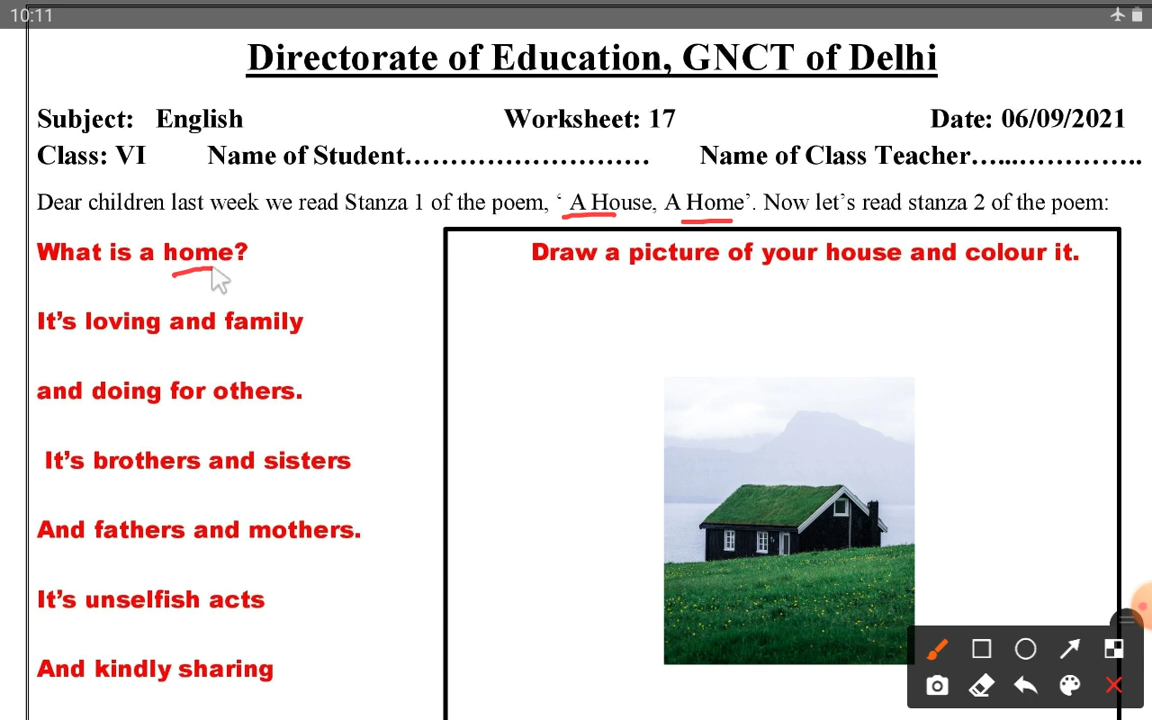 10:11
Directorate of Education, GNCT of Delhi
Subject: English Worksheet: 17 Date: 06/09/2021
Class: VI Name of Student………………………… Name of Class Teacher…...…………..
Dear children last week we read Stanza 1 of the poem, ‘ A House, A Home’. Now let’s read stanza 2 of the poem:
What is a home?
Draw a picture of your house and colour it.
It’s loving and family
and doing for others.
It’s brothers and sisters
And fathers and mothers.
It’s unselfish acts
And kindly sharing